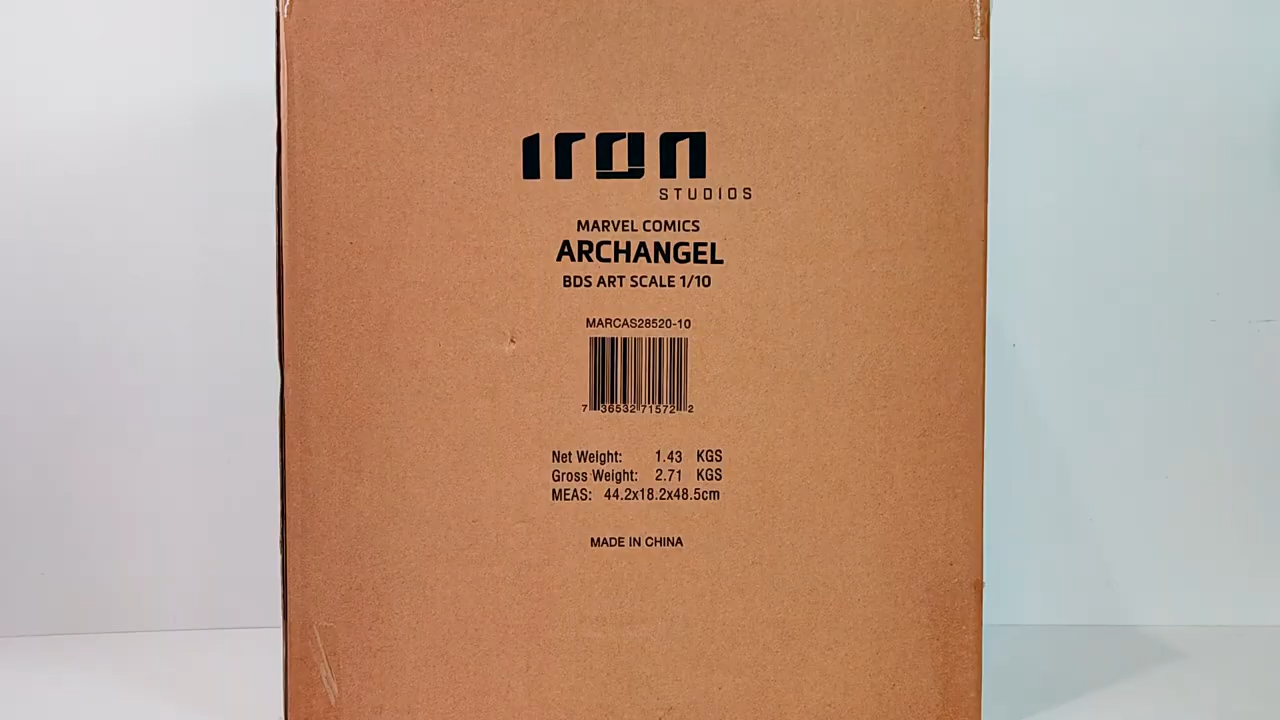 Iron
STUDIOS
MARVEL COMICS
ARCHANGEL
BDS ART SCALE 1/10
MARCAS28520-10
7 36532 71572 2
Net Weight: 1.43 KGS
Gross Weight: 2.71 KGS
MEAS: 44.2x18.2x48.5cm
MADE IN CHINA